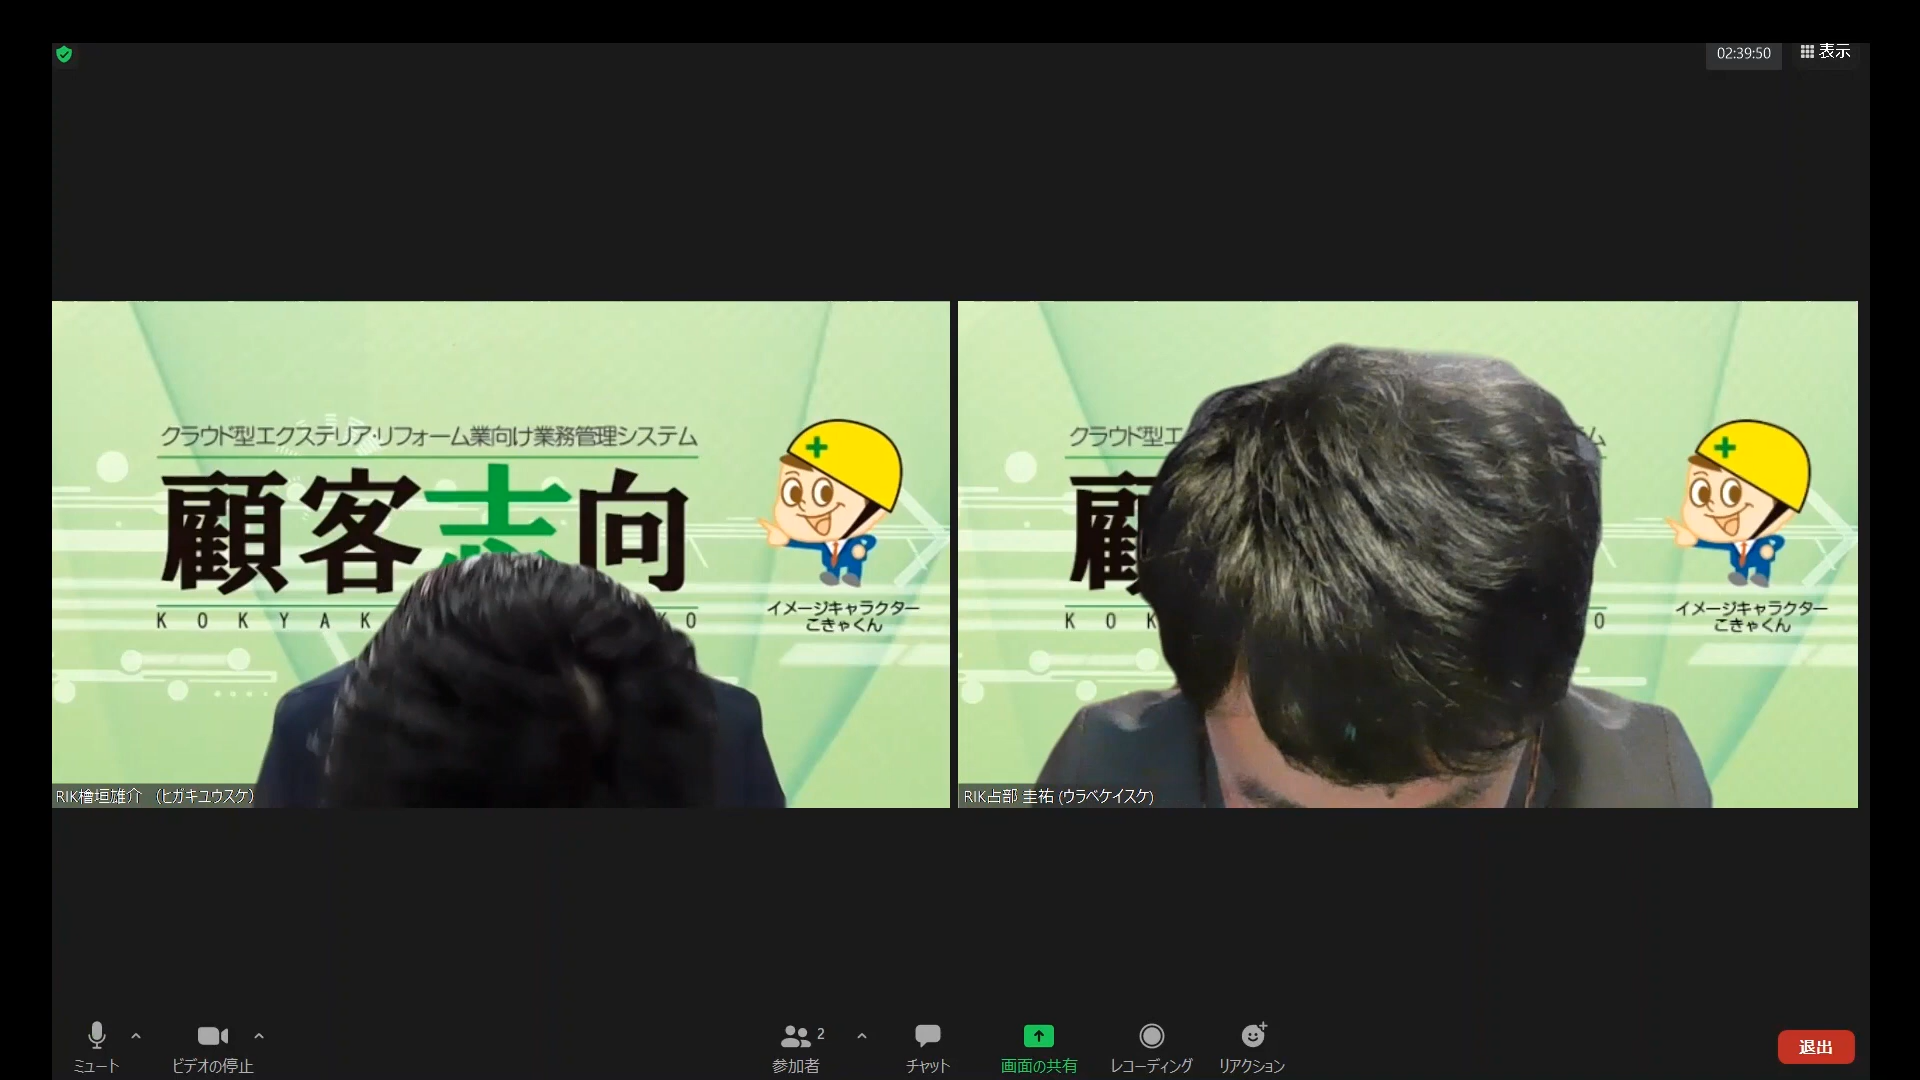 02:39:50 表示
クラウド型エクステリア・リフォーム業向け業務管理システム
顧客志向
KOKYAK KO
イメージキャラクター
こきゃくん
RIK檜垣雄介 (ヒガキユウスケ)
クラウド型エ ム
顧
KOK O
イメージキャラクター
こきゃくん
RIK占部 圭祐 (ウラベケイスケ)
ミュート
ビデオの停止
2
参加者
チャット
画面の共有
レコーディング
リアクション
退出